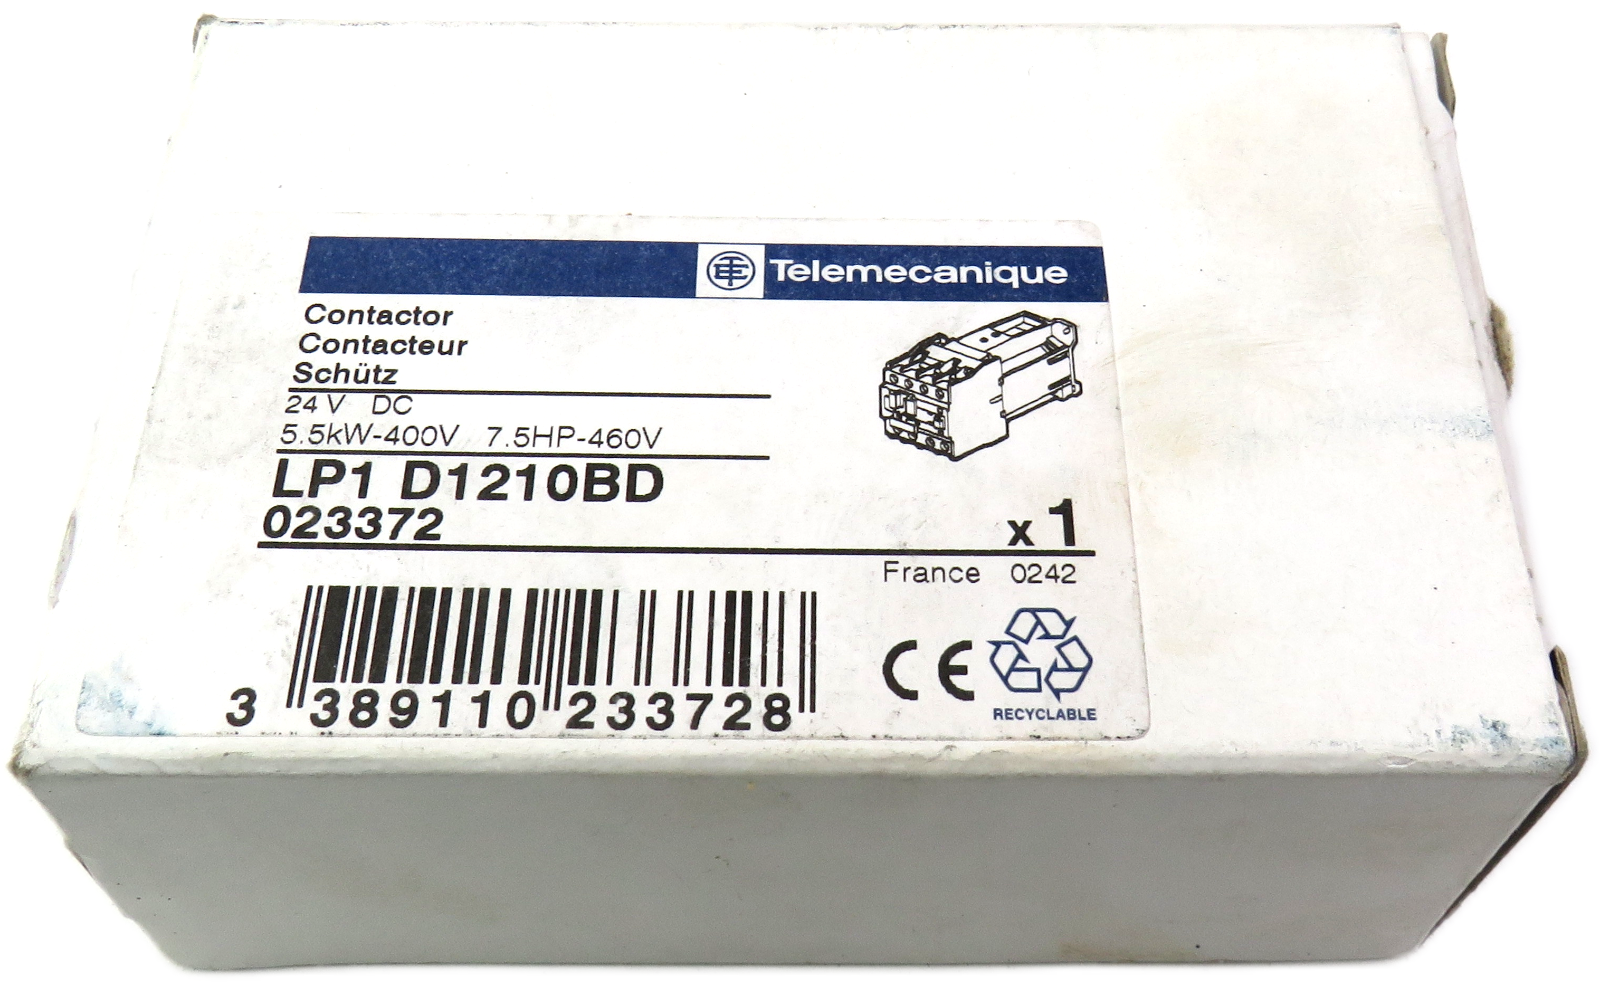 Telemecanique
Contactor
Contacteur
Schütz
24 V DC
5.5kW-400V 7.5HP-460V
LP1 D1210BD
023372
x 1
France 0242
3 389110 233728
CE
RECYCLABLE